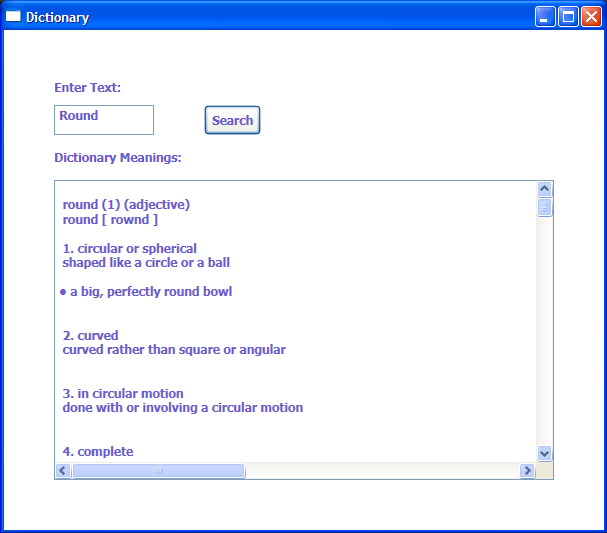 Dictionary
Enter Text:
Round
Search
Dictionary Meanings:
round (1) (adjective)
round [ rownd ]
1. circular or spherical
shaped like a circle or a ball
• a big, perfectly round bowl
2. curved
curved rather than square or angular
3. in circular motion
done with or involving a circular motion
4. complete